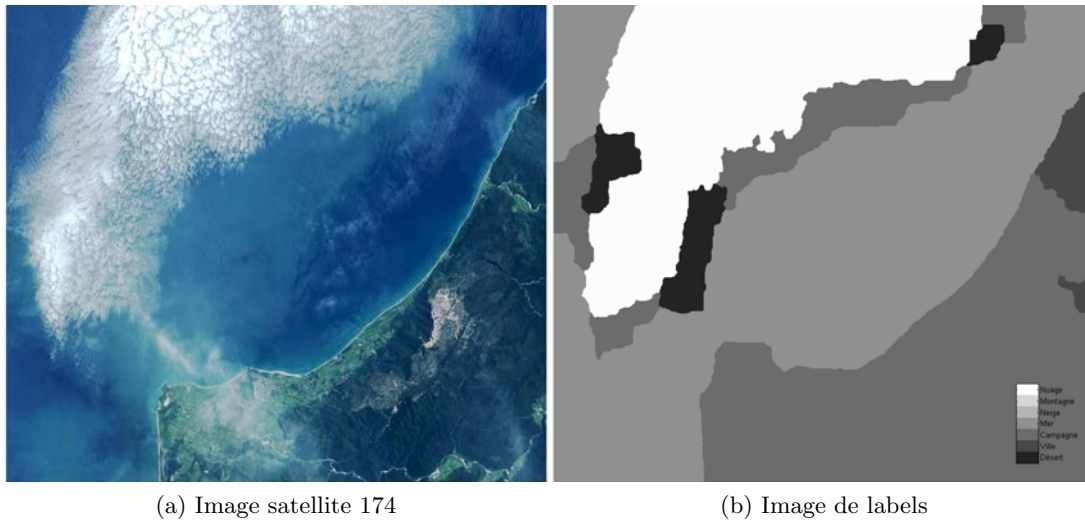 Nuage
Montagne
Neige
Mer
Campagne
Ville
Désert
(a) Image satellite 174
(b) Image de labels